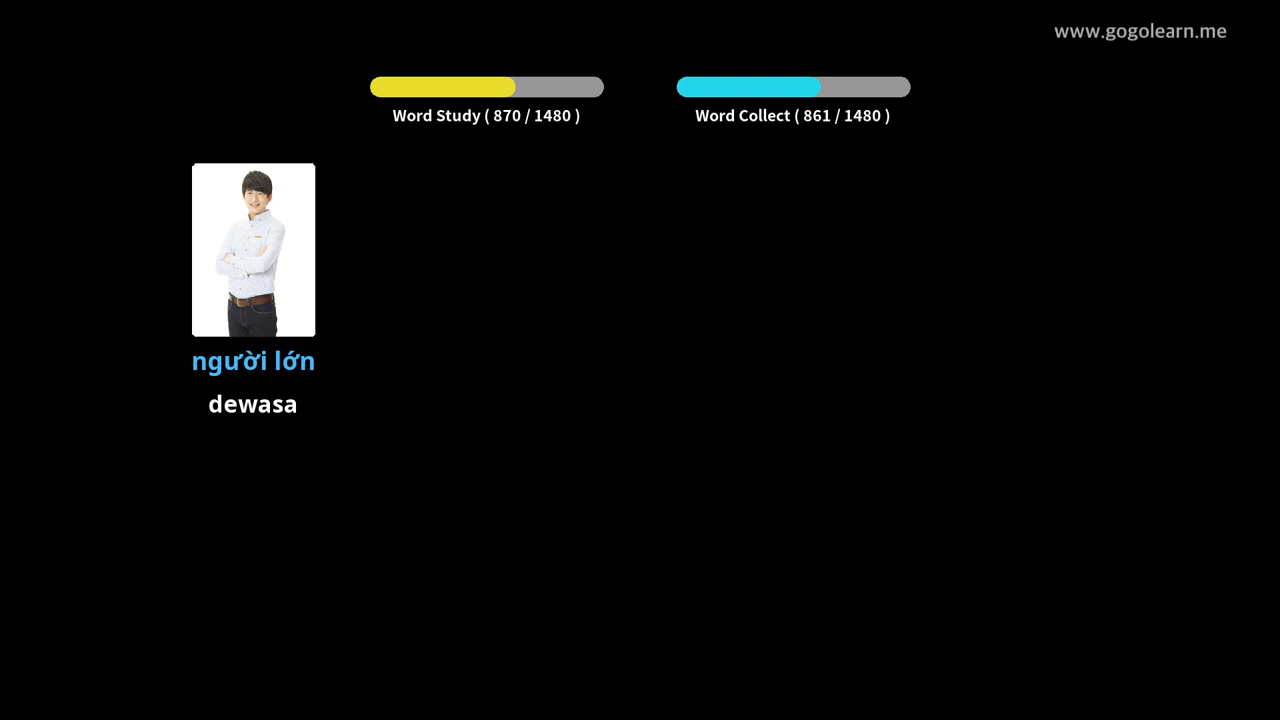 www.gogolearn.me
Word Study ( 870 / 1480 )
Word Collect ( 861 / 1480 )
người lớn
dewasa